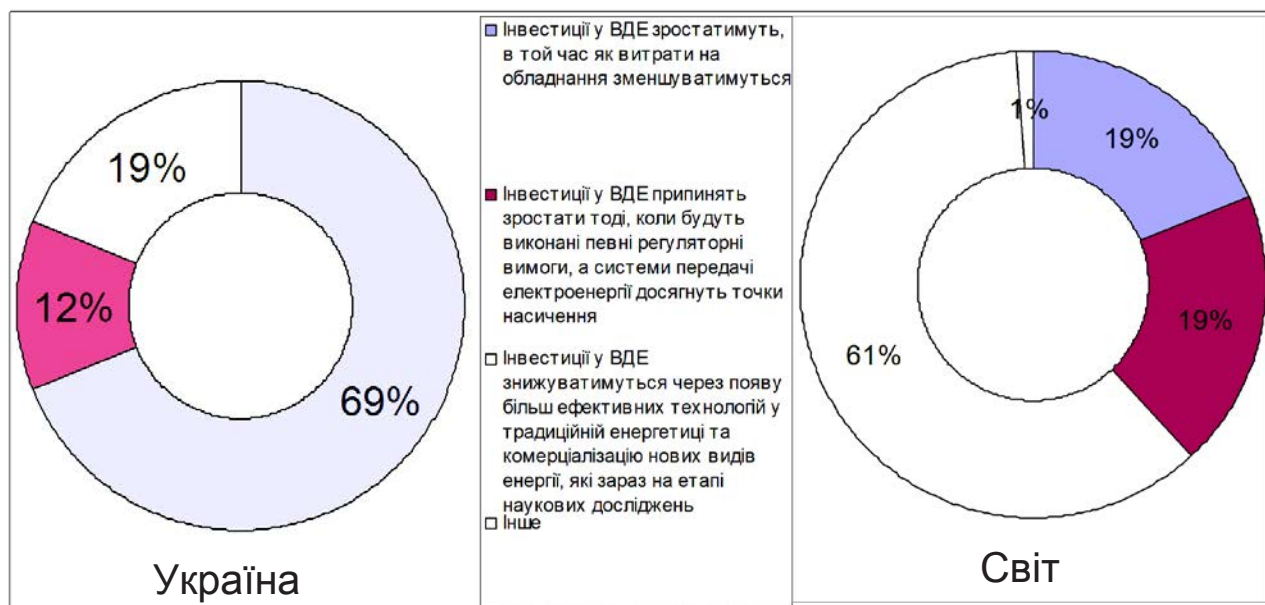 19%
12%
69%
Україна
Інвестиції у ВДЕ зростатимуть,
в той час як витрати на
обладнання зменшуватимуться
Інвестиції у ВДЕ припинять
зростати тоді, коли будуть
виконані певні регуляторні
вимоги, а системи передачі
електроенергії досягнуть точки
насичення
Інвестиції у ВДЕ
знижуватимуться через появу
більш ефективних технологій у
традиційній енергетиці та
комерціалізацію нових видів
енергії, які зараз на етапі
наукових досліджень
Інше
1%
19%
19%
61%
Світ